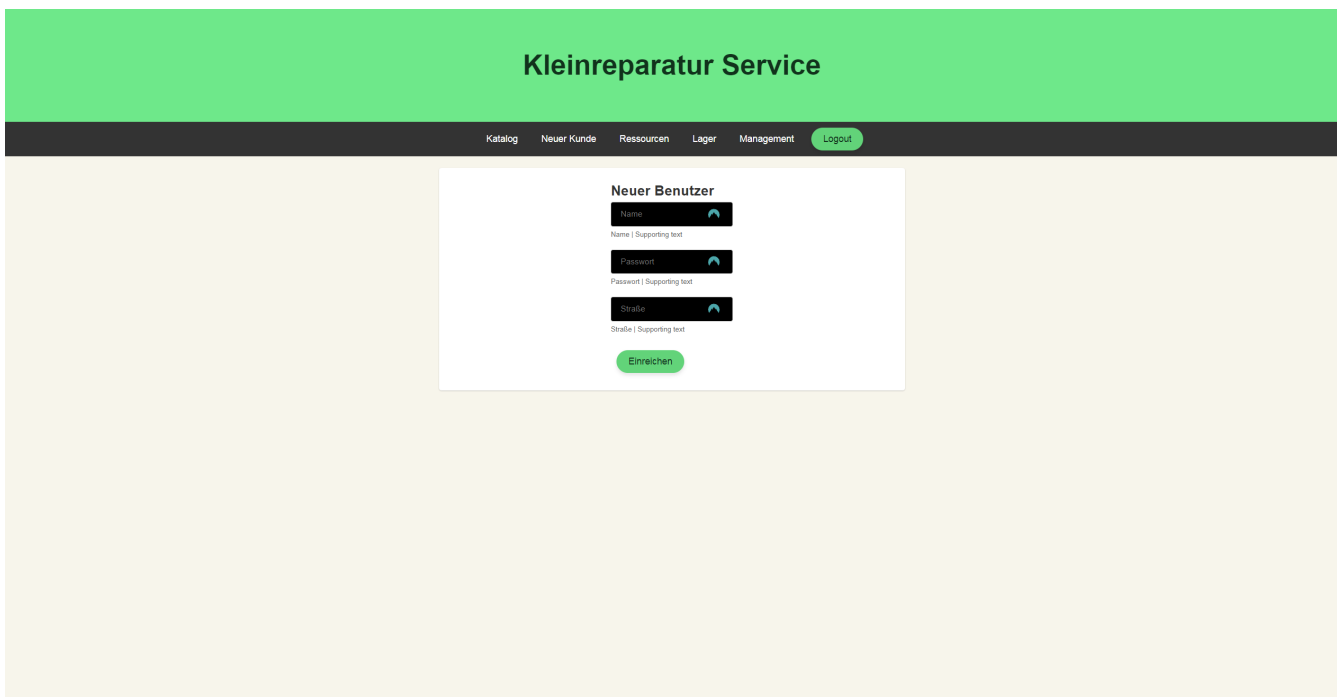 Kleinreparatur Service
Katalog Neuer Kunde Ressourcen Lager Management Logout
Neuer Benutzer
Name
Name | Supporting text
Passwort
Passwort | Supporting text
Straße
Straße | Supporting text
Einreichen